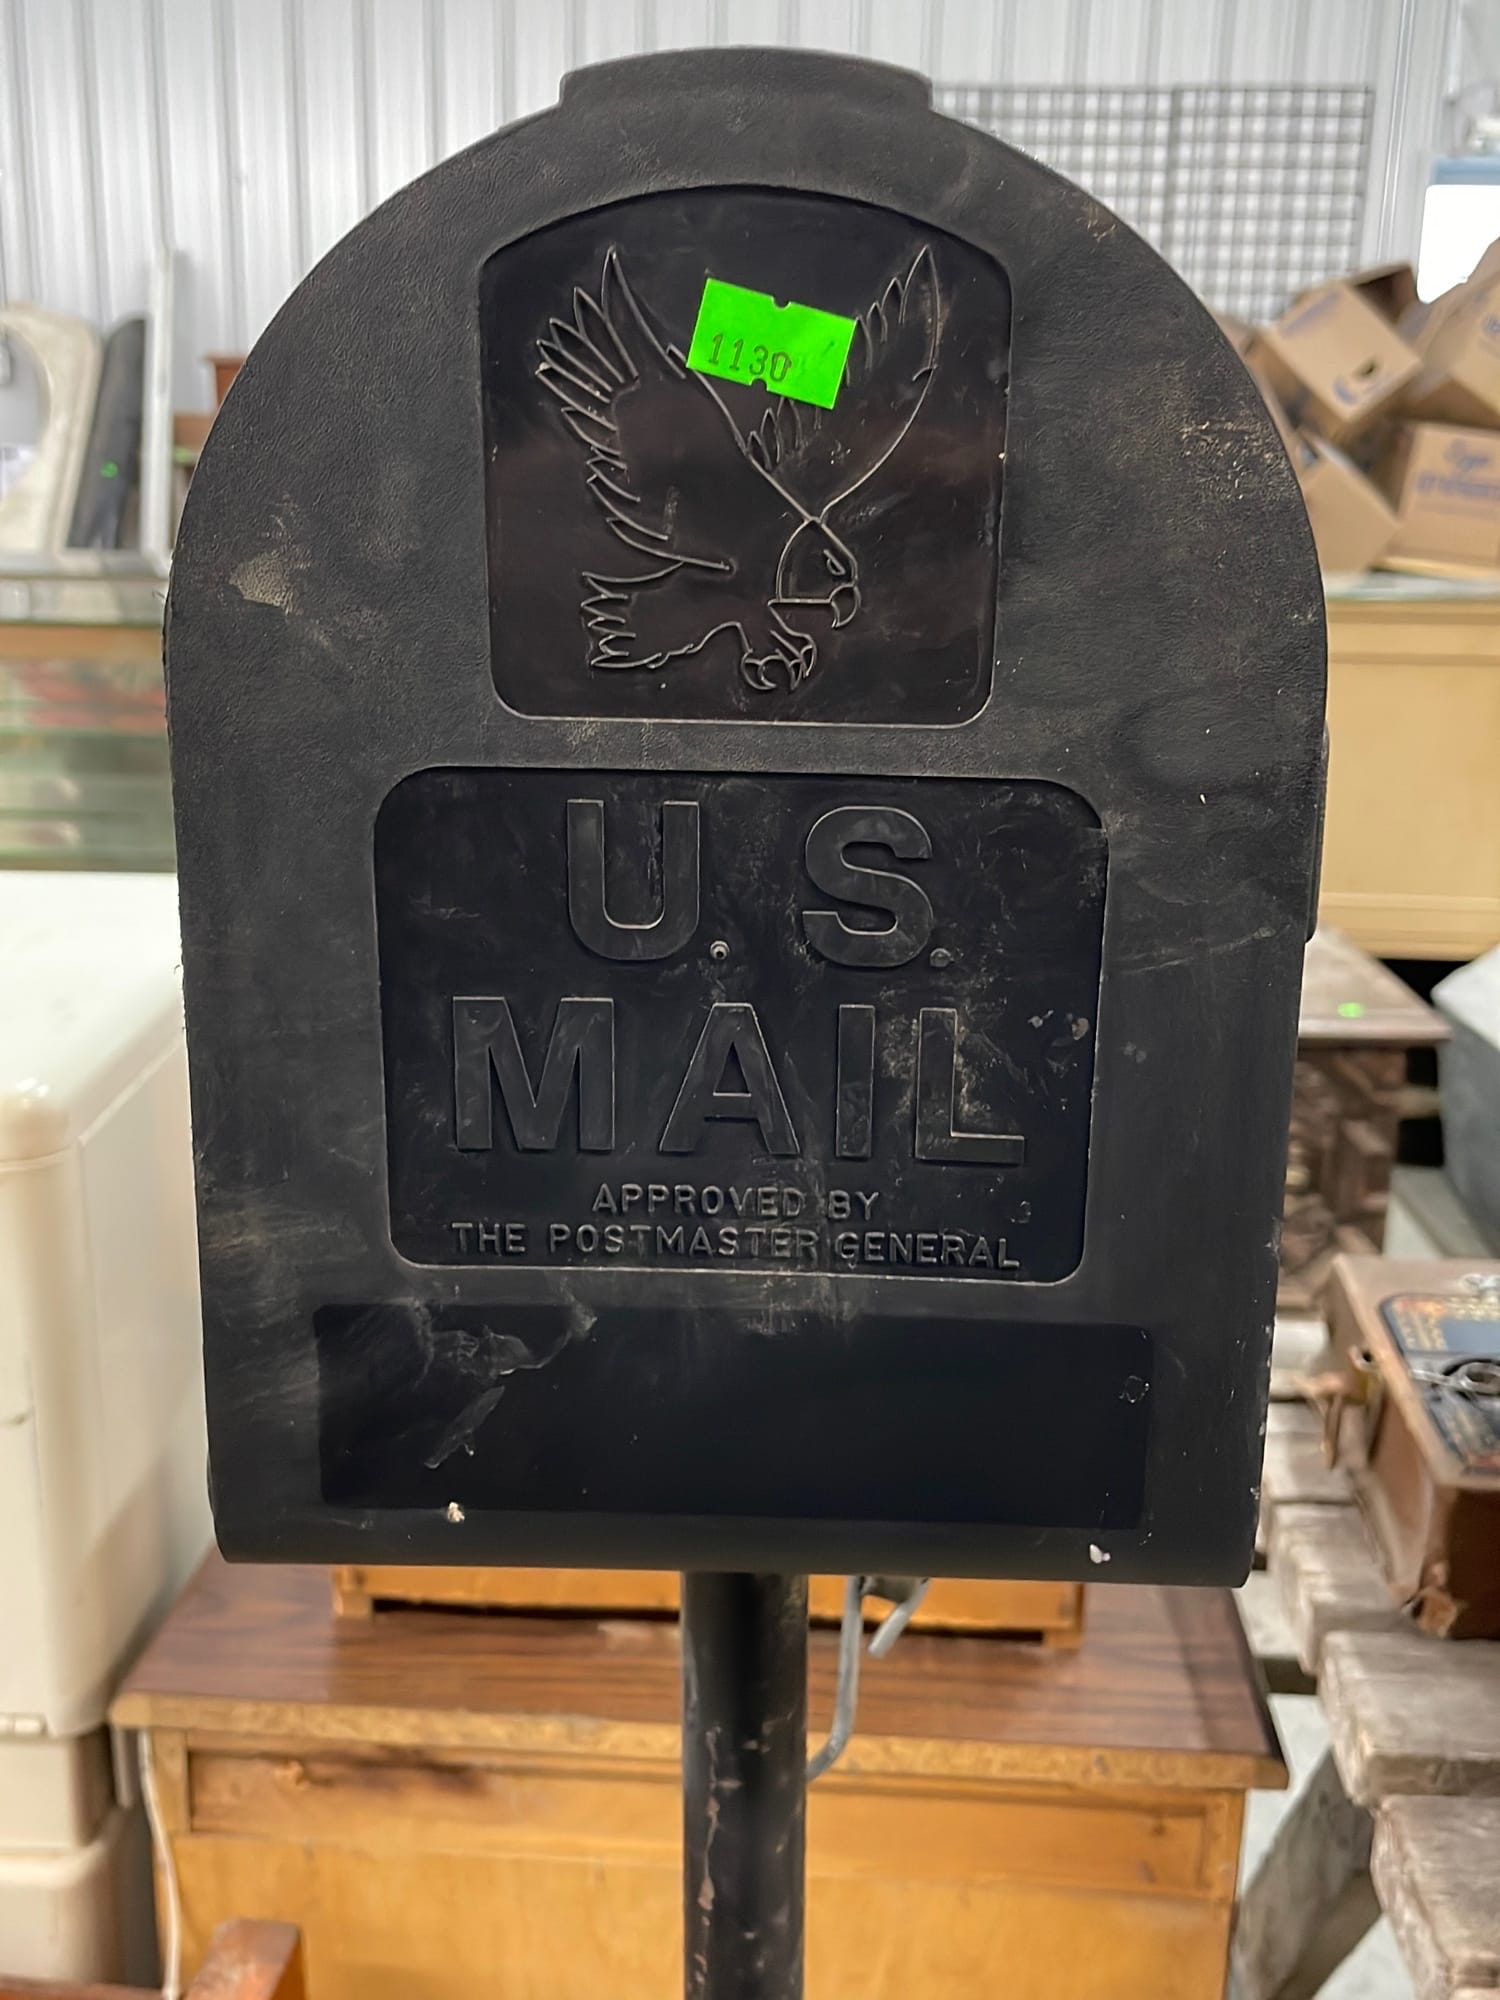 1130
U. S.
MAIL
APPROVED BY
THE POSTMASTER GENERAL